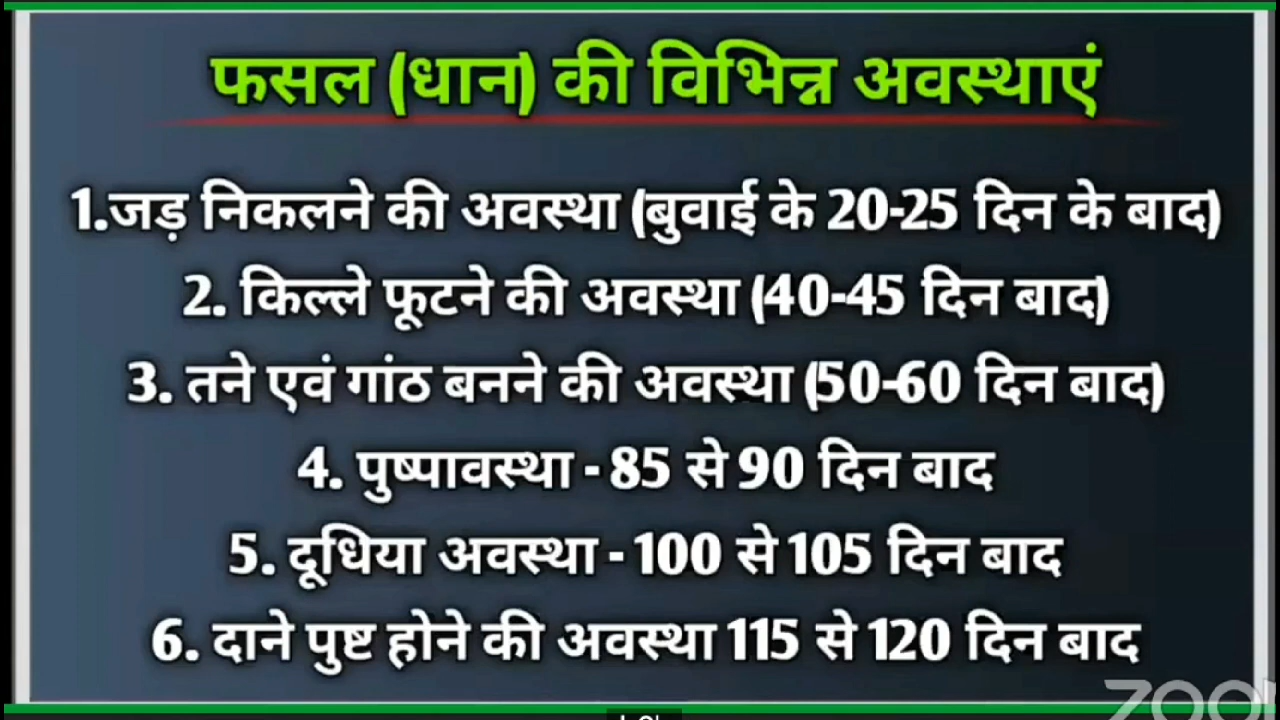 फसल (धान) की विभिन्न अवस्थाएं
1.जड़ निकलने की अवस्था (बुवाई के 20-25 दिन के बाद)
2. किल्ले फूटने की अवस्था (40-45 दिन बाद)
3. तने एवं गांठ बनने की अवस्था (50-60 दिन बाद)
4. पुष्पावस्था - 85 से 90 दिन बाद
5. दूधिया अवस्था - 100 से 105 दिन बाद
6. दाने पुष्ट होने की अवस्था 115 से 120 दिन बाद